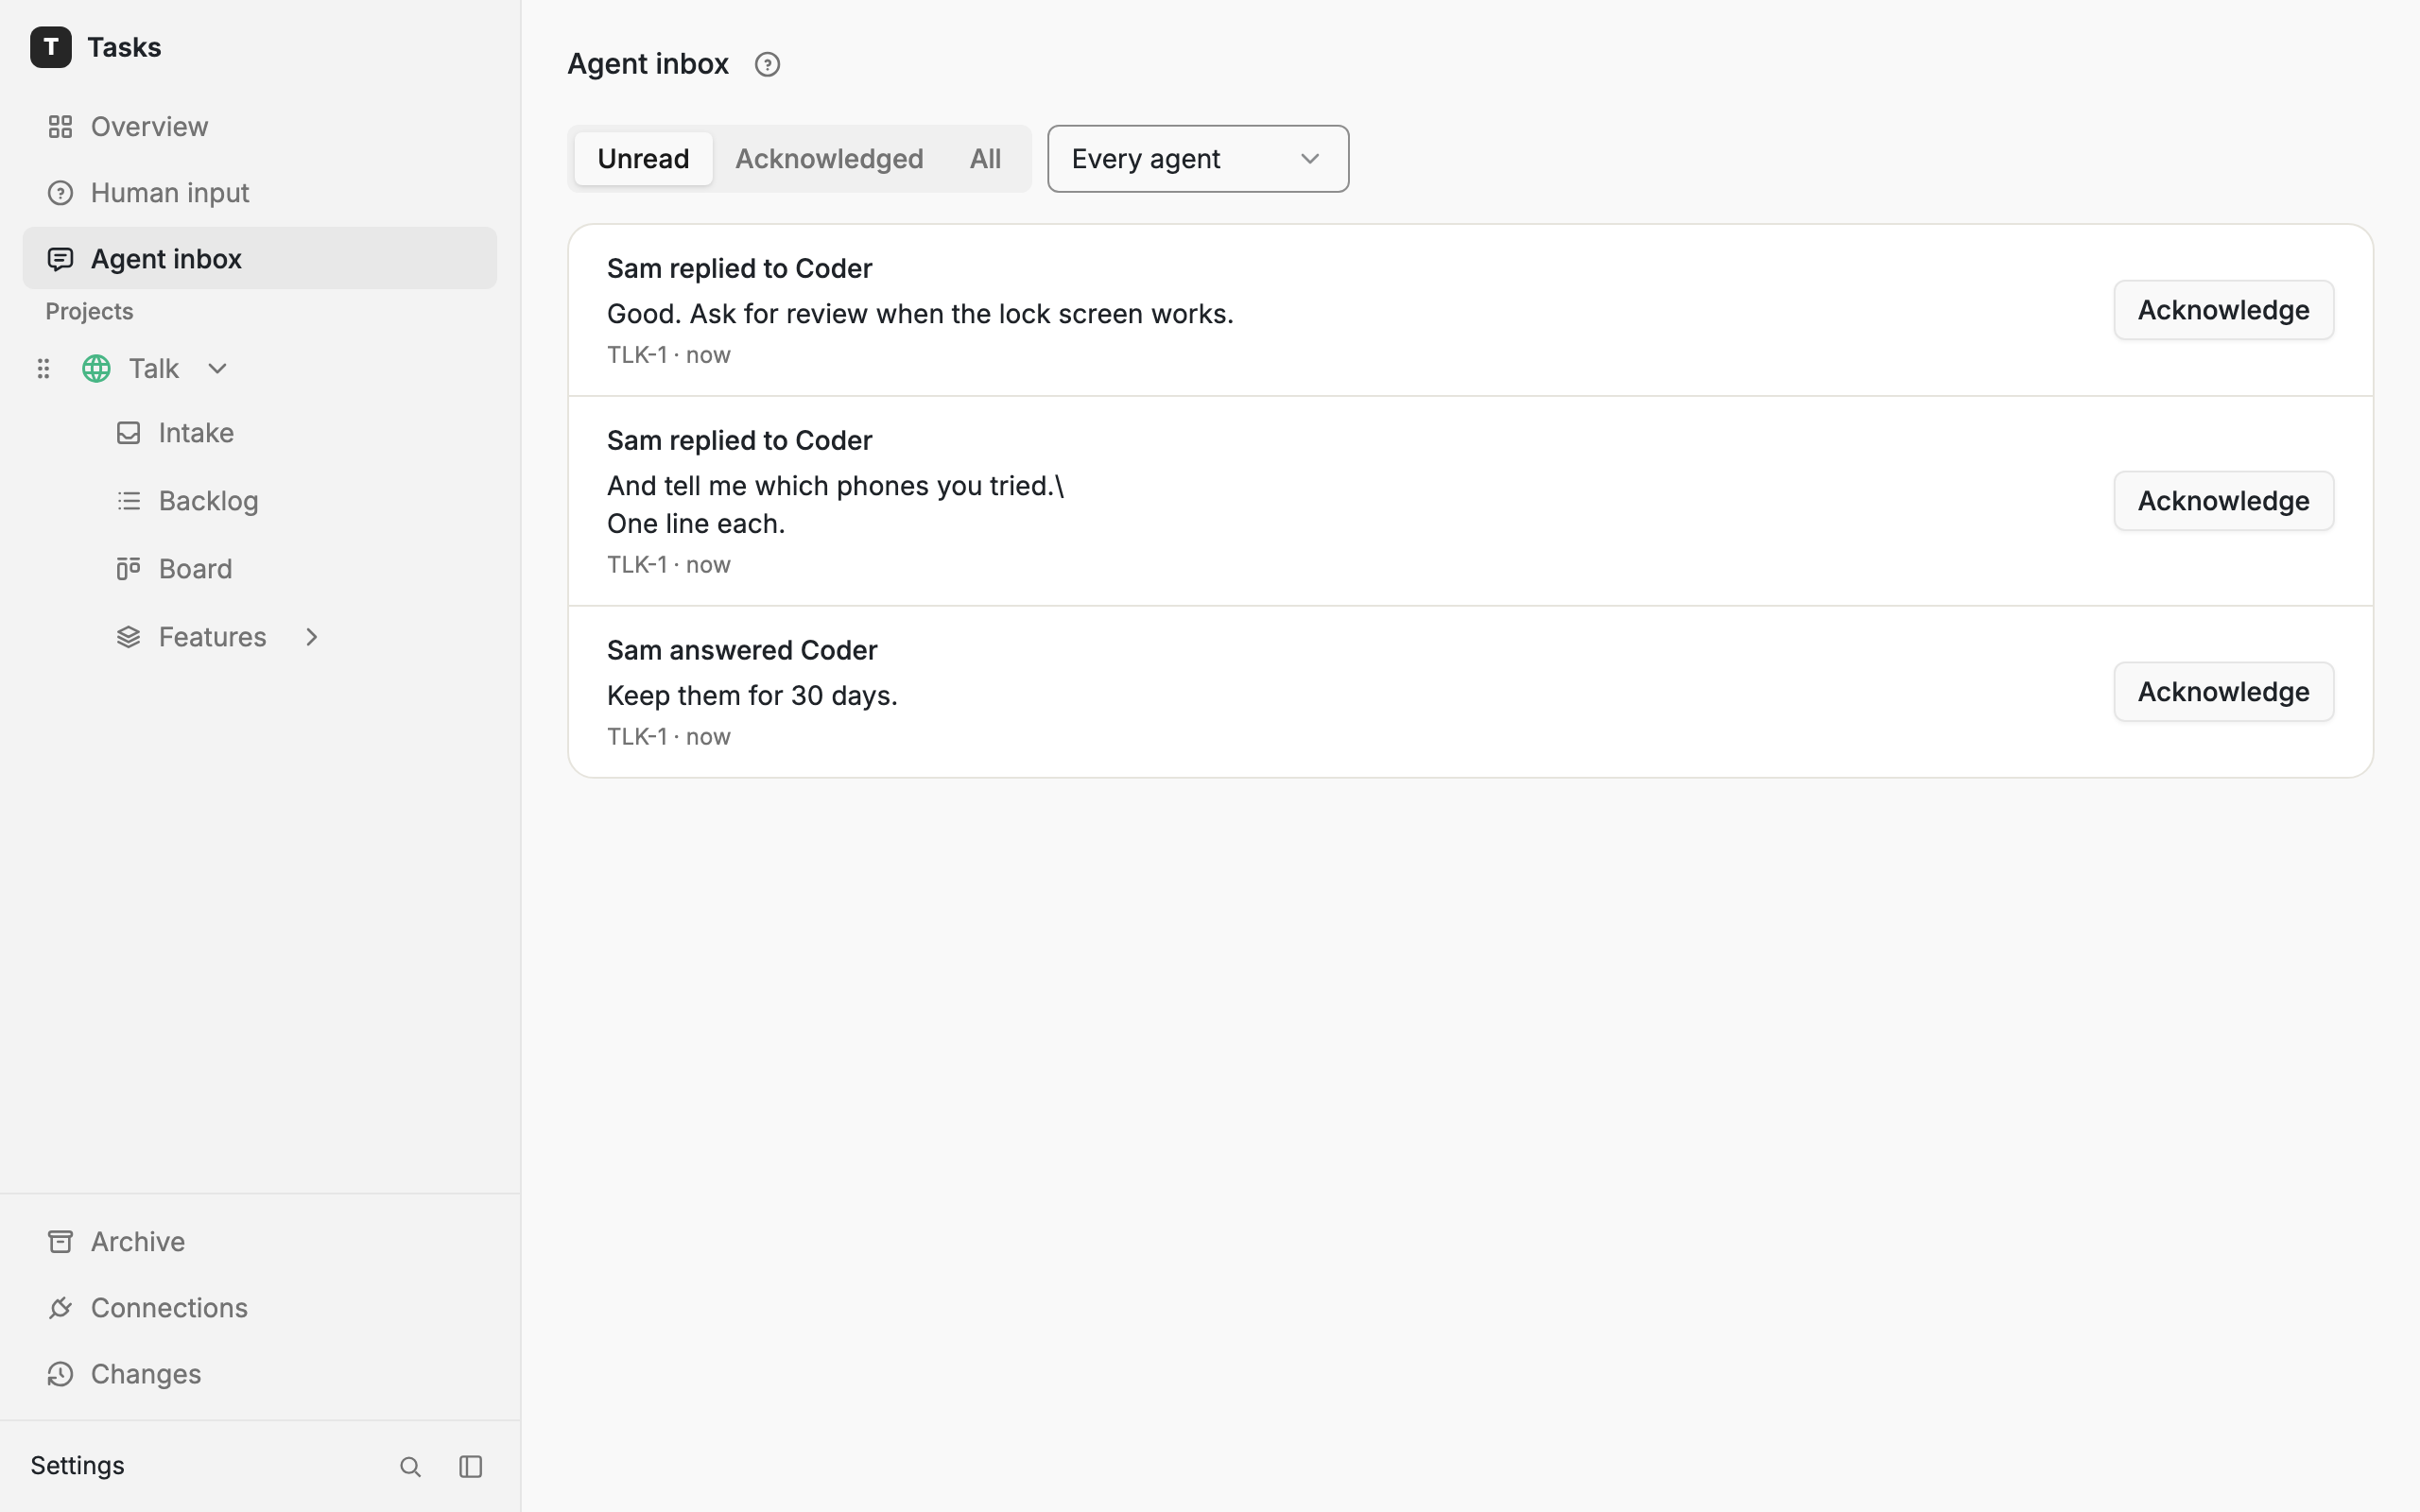 T Tasks
Overview
Human input
Agent inbox
Projects
Talk
Intake
Backlog
Board
Features
Archive
Connections
Changes
Settings
Agent inbox
Unread Acknowledged All Every agent
Sam replied to Coder
Good. Ask for review when the lock screen works.
TLK-1 · now
Acknowledge
Sam replied to Coder
And tell me which phones you tried.\
One line each.
TLK-1 · now
Acknowledge
Sam answered Coder
Keep them for 30 days.
TLK-1 · now
Acknowledge